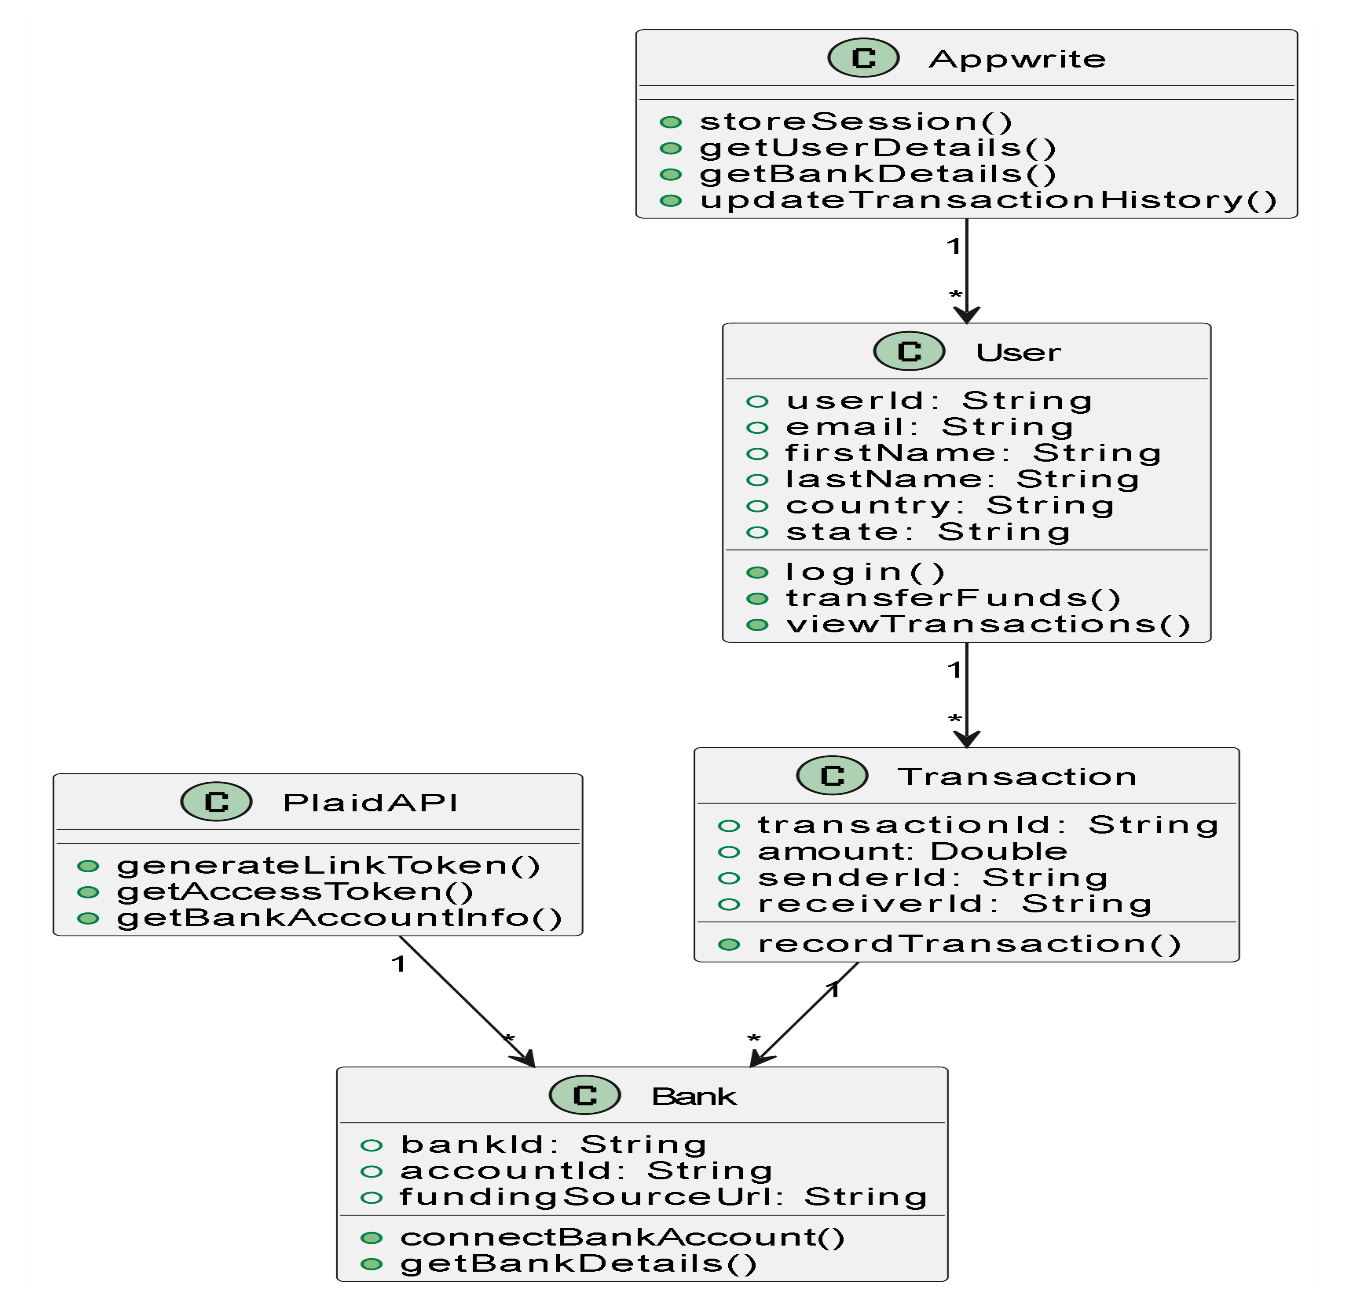 C Appwrite
storeSession()
getUserDetails()
getBankDetails()
updateTransactionHistory()
1
*
C User
userId: String
email: String
firstName: String
lastName: String
country: String
state: String
login()
transferFunds()
viewTransactions()
1
*
C Transaction
transactionId: String
amount: Double
senderId: String
receiverId: String
recordTransaction()
C PlaidAPI
generateLinkToken()
getAccessToken()
getBankAccountInfo()
1
1
*
*
C Bank
bankId: String
accountId: String
fundingSourceUrl: String
connectBankAccount()
getBankDetails()